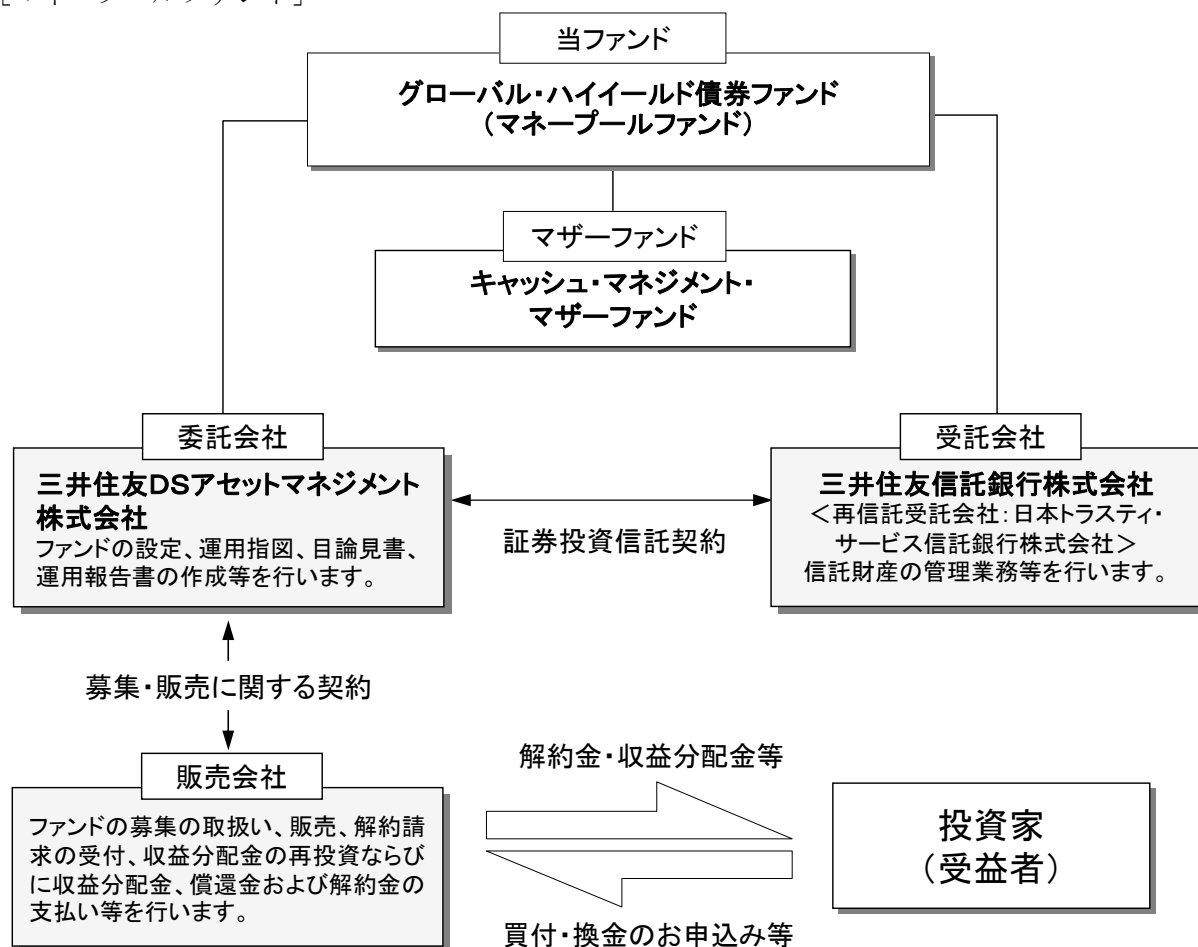 当ファンド
グローバル・ハイイールド債券ファンド
（マネープールファンド）
マザーファンド
キャッシュ・マネジメント・
マザーファンド
委託会社
三井住友DSアセットマネジメント
株式会社
ファンドの設定、運用指図、目論見書、
運用報告書の作成等を行います。
証券投資信託契約
受託会社
三井住友信託銀行株式会社
＜再信託受託会社：日本トラスティ・
サービス信託銀行株式会社＞
信託財産の管理業務等を行います。
募集・販売に関する契約
販売会社
ファンドの募集の取扱い、販売、解約請
求の受付、収益分配金の再投資ならび
に収益分配金、償還金および解約金の
支払い等を行います。
解約金・収益分配金等
買付・換金のお申込み等
投資家
（受益者）